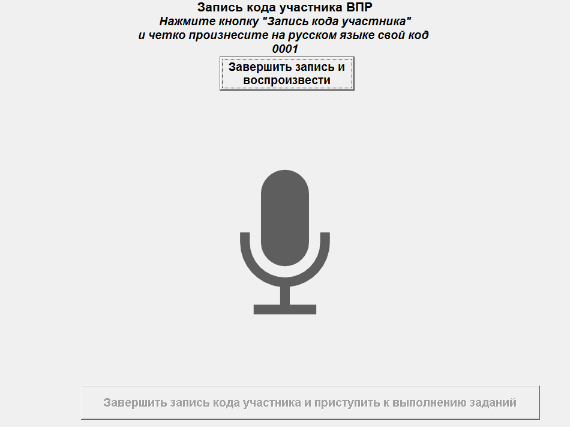 Запись кода участника ВПР
Нажмите кнопку "Запись кода участника"
и четко произнесите на русском языке свой код
0001
Завершить запись и
воспроизвести
Завершить запись кода участника и приступить к выполнению заданий